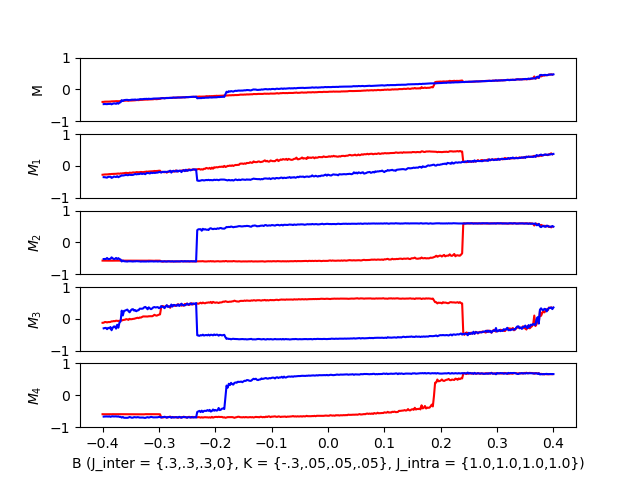 1
0
−1
M
1
0
−1
M₁
1
0
−1
M₂
1
0
−1
M₃
1
0
−1
M₄
−0.4 −0.3 −0.2 −0.1 0.0 0.1 0.2 0.3 0.4
B (J_inter = {.3,.3,.3,0}, K = {-.3,.05,.05,.05}, J_intra = {1.0,1.0,1.0,1.0})